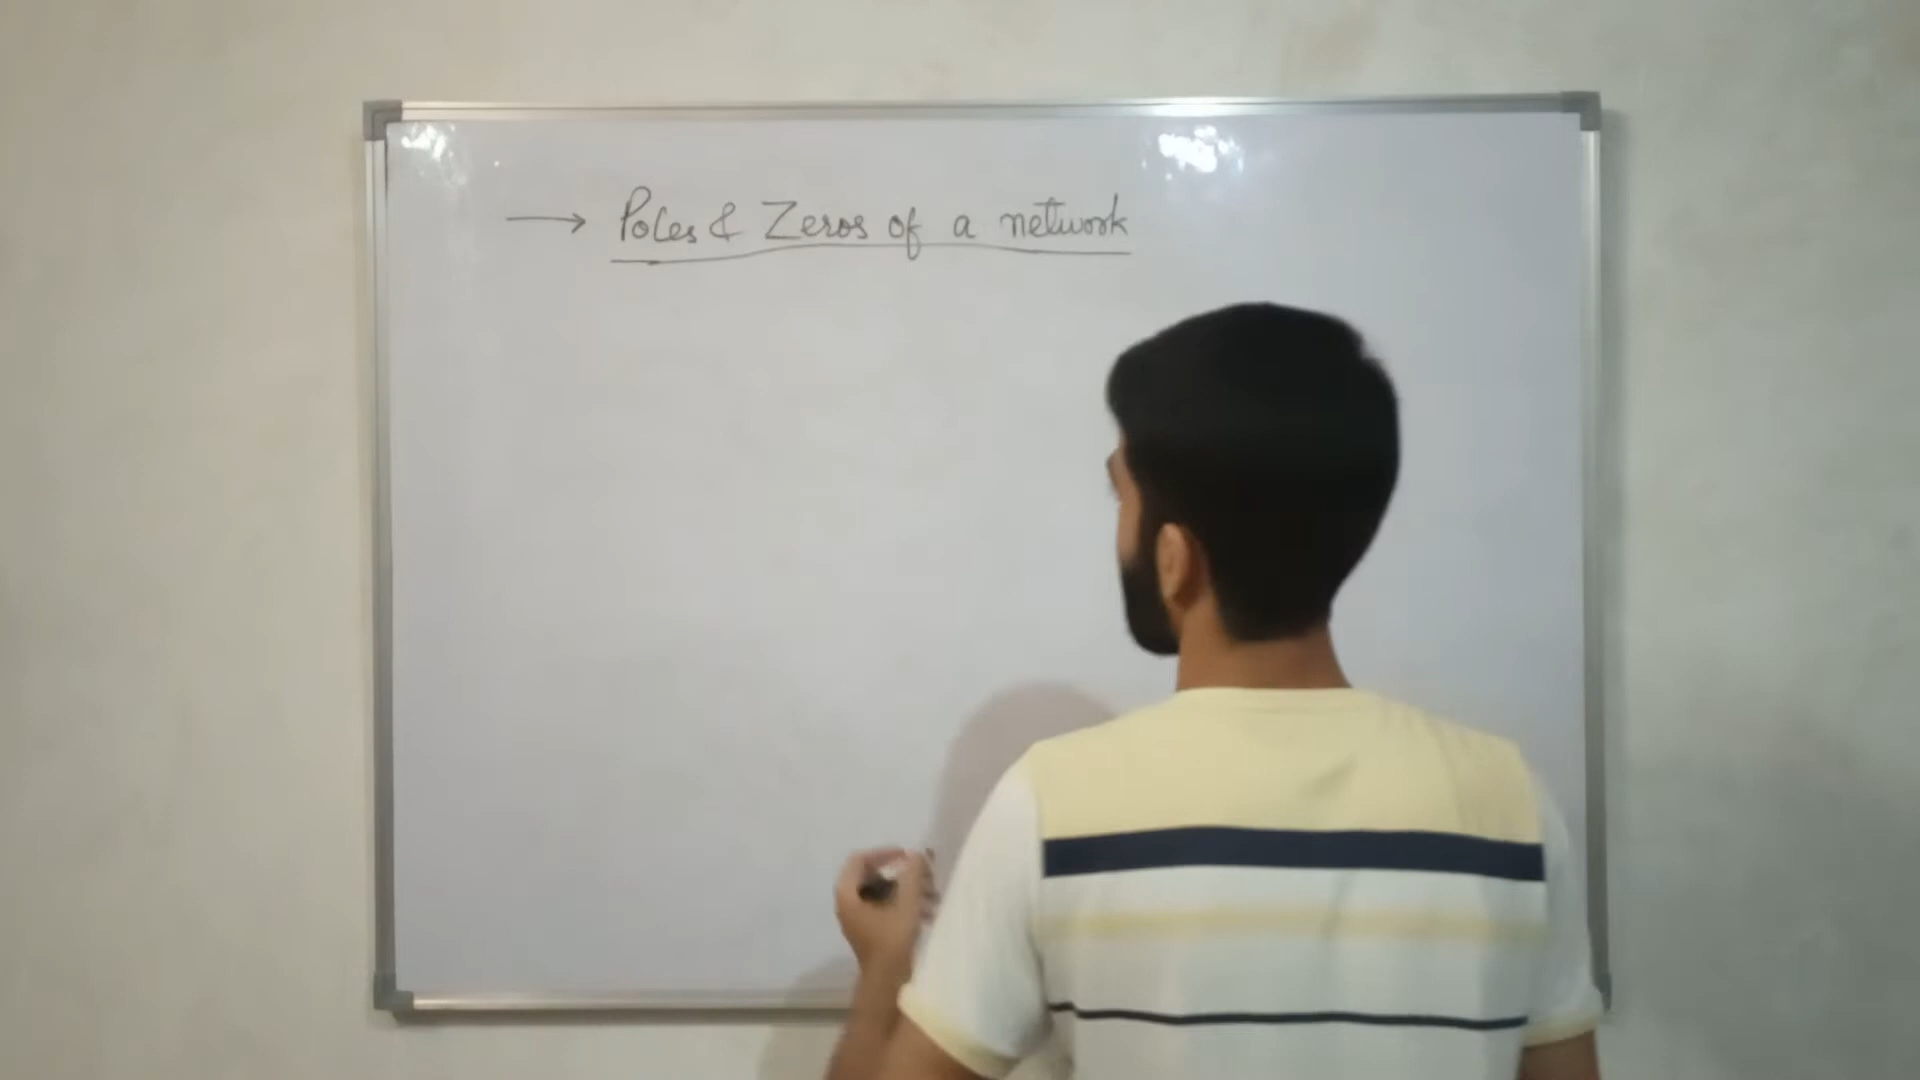 → Poles & Zeros of a network